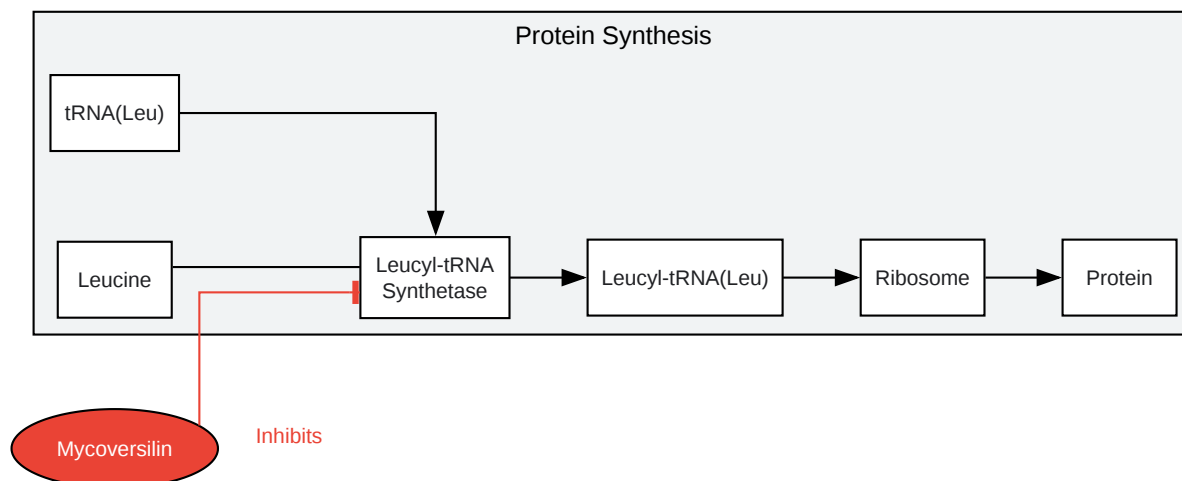 Protein Synthesis
tRNA(Leu)
Leucine
Leucyl-tRNA
Synthetase
Leucyl-tRNA(Leu)
Ribosome
Protein
Mycoversilin
Inhibits